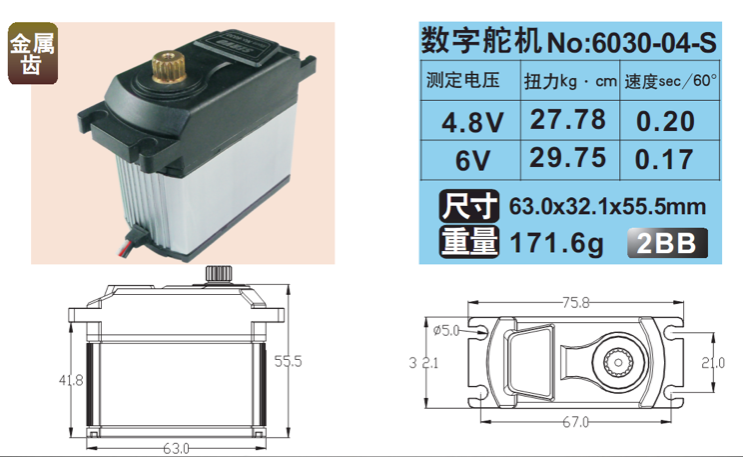 金属
齿
数字舵机No:6030-04-S
测定电压 扭力kg · cm 速度sec/60°
4.8V 27.78 0.20
6V 29.75 0.17
尺寸 63.0x32.1x55.5mm
重量 171.6g 2BB
75.8
ø5.0
55.5
3 2.1
21.0
41.8
67.0
63.0